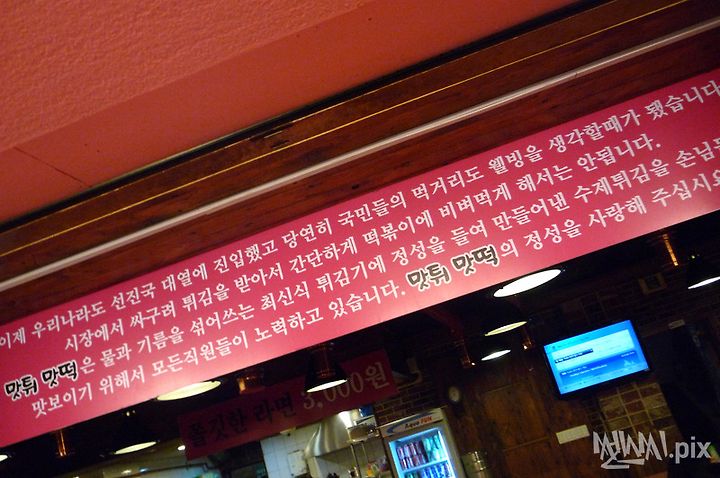 이제 우리나라도 선진국 대열에 진입했고 당연히 국민들의 먹거리도 웰빙을 생각할때가 됐습니다
시장에서 싸구려 튀김을 받아서 간단하게 떡볶이에 비벼먹게 해서는 안됩니다.
맛튀 맛떡은 물과 기름을 섞어쓰는 최신식 튀김기에 정성을 들여 만들어낸 수제튀김을 손님들
맛보이기 위해서 모든직원들이 노력하고 있습니다. 맛튀 맛떡의 정성을 사랑해 주십시요
쫄깃한 라면 3,000원
.pix